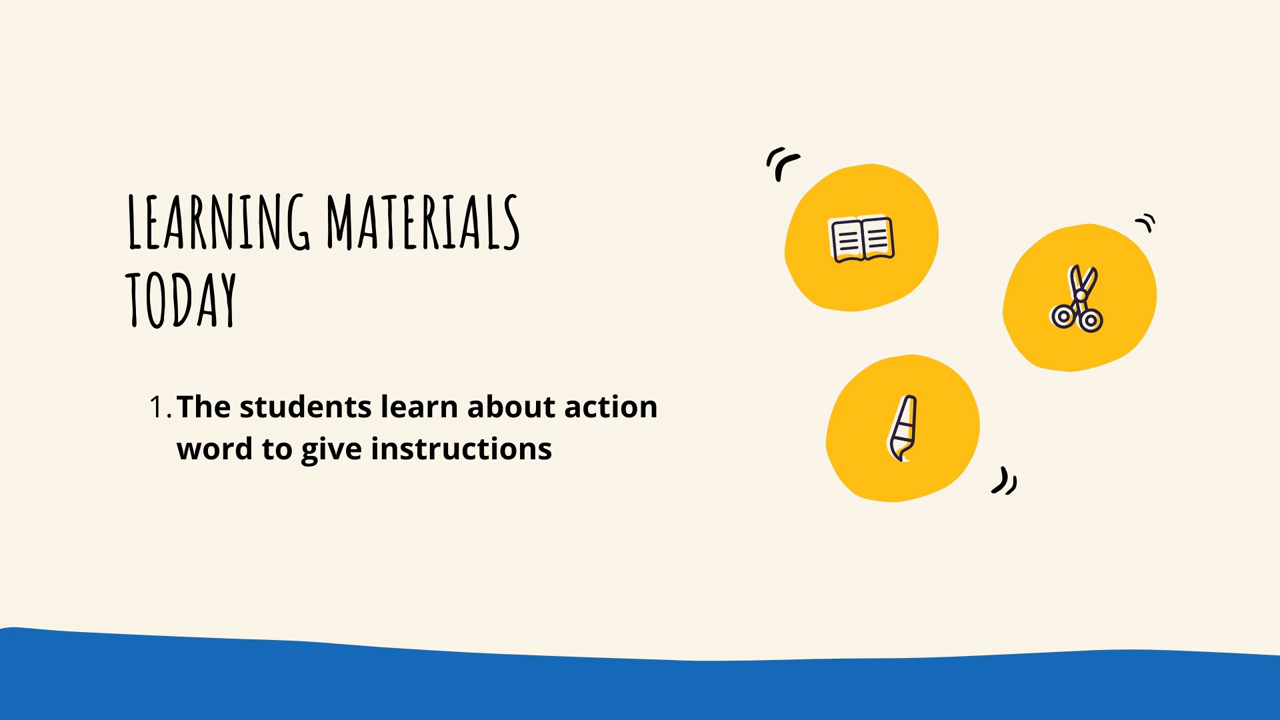 LEARNING MATERIALS
TODAY
1. The students learn about action
word to give instructions